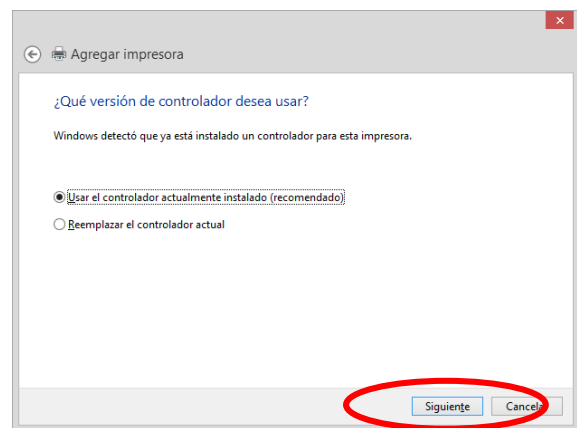 Agregar impresora
¿Qué versión de controlador desea usar?
Windows detectó que ya está instalado un controlador para esta impresora.
Usar el controlador actualmente instalado (recomendado)
Reemplazar el controlador actual
Siguiente Cancelar